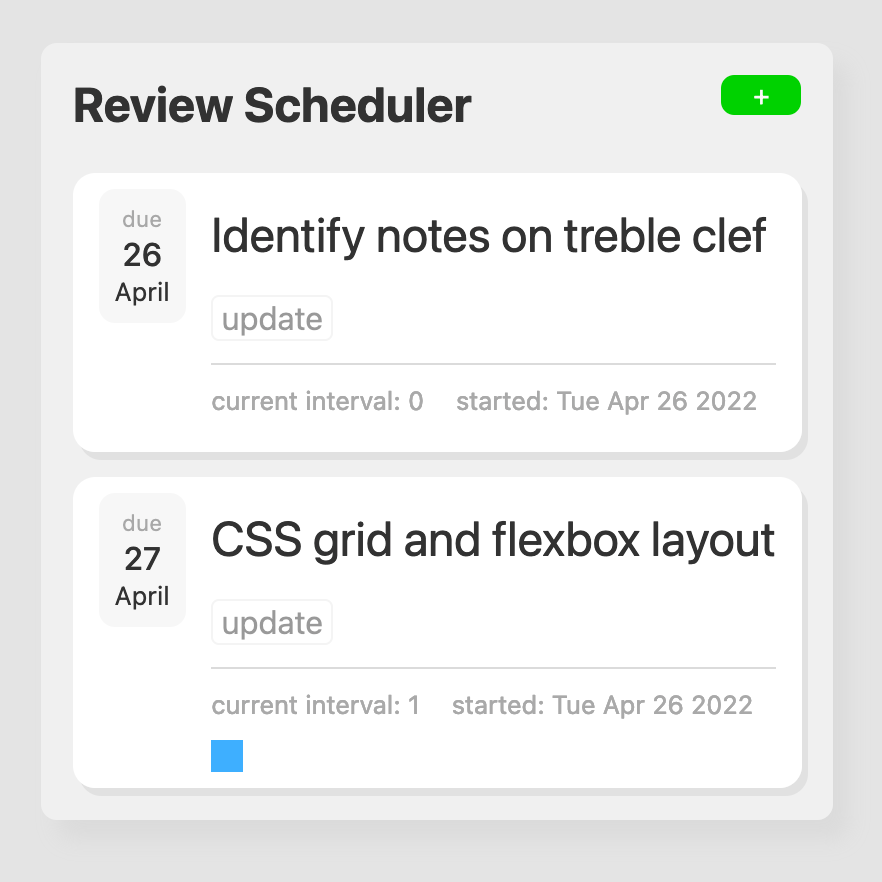 Review Scheduler
+
due
26
April
Identify notes on treble clef
update
current interval: 0 started: Tue Apr 26 2022
due
27
April
CSS grid and flexbox layout
update
current interval: 1 started: Tue Apr 26 2022